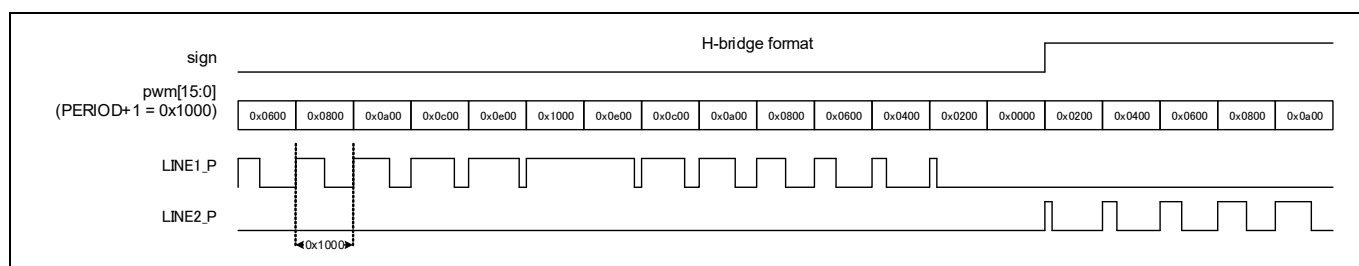 H-bridge format
sign
pwm[15:0]
(PERIOD+1 = 0x1000)
0x0600 0x0800 0x0a00 0x0c00 0x0e00 0x1000 0x0e00 0x0c00 0x0a00 0x0800 0x0600 0x0400 0x0200 0x0000 0x0200 0x0400 0x0600 0x0800 0x0a00
LINE1_P
LINE2_P
0x1000